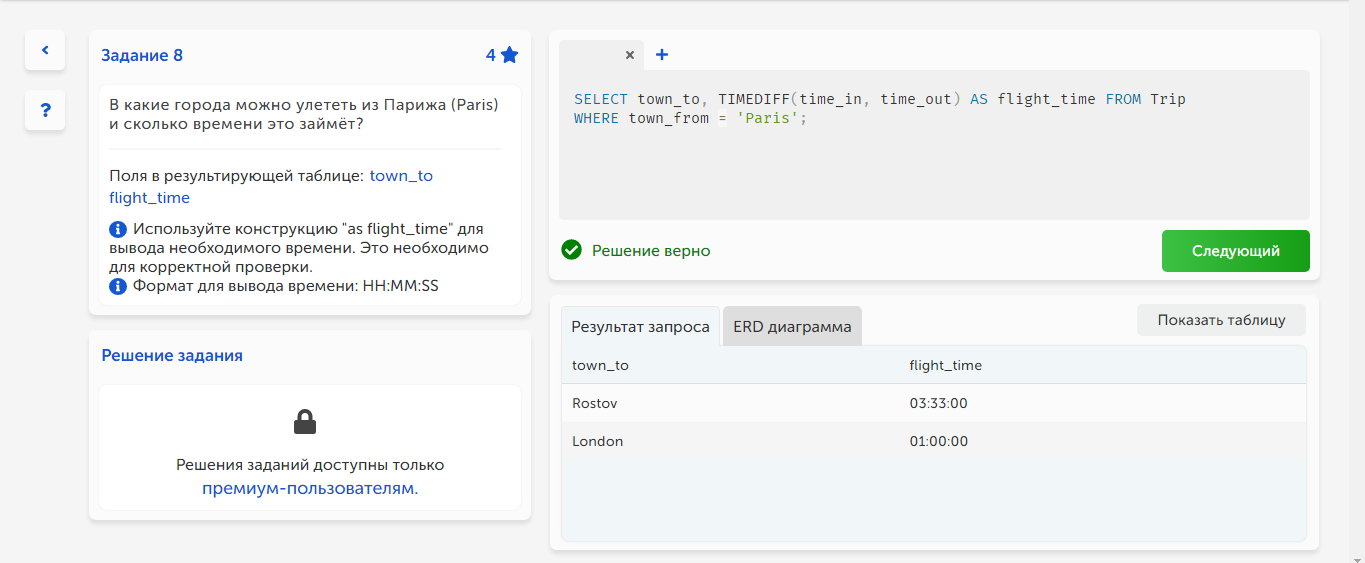 Задание 8
4
В какие города можно улететь из Парижа (Paris)
и сколько времени это займёт?
Поля в результирующей таблице: town_to
flight_time
Используйте конструкцию "as flight_time" для
вывода необходимого времени. Это необходимо
для корректной проверки.
Формат для вывода времени: HH:MM:SS
Решение задания
Решения заданий доступны только
премиум-пользователям.
SELECT town_to, TIMEDIFF(time_in, time_out) AS flight_time FROM Trip
WHERE town_from = 'Paris';
Решение верно
Следующий
Результат запроса
ERD диаграмма
Показать таблицу
town_to flight_time
Rostov 03:33:00
London 01:00:00